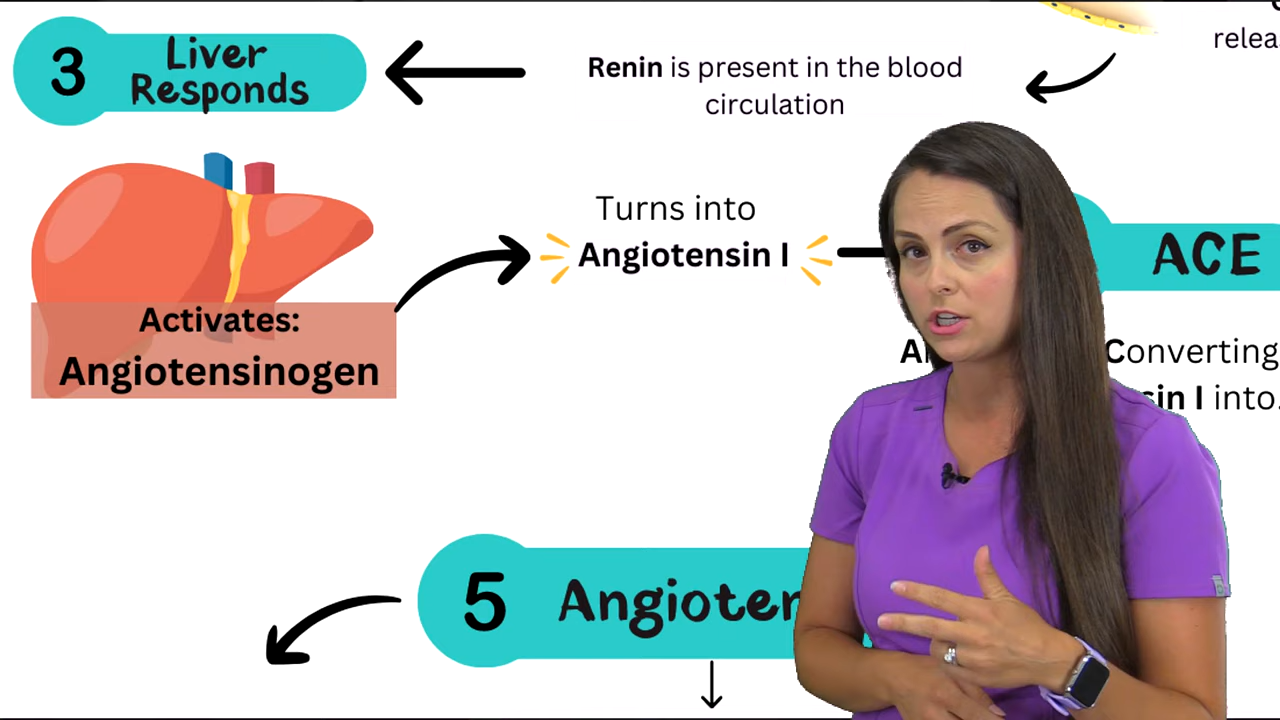 3
Liver
Responds
Renin is present in the blood
circulation
relea
Turns into
Angiotensin I
ACE
Activates:
Angiotensinogen
A
Converting
sin I into.
5 Angioten